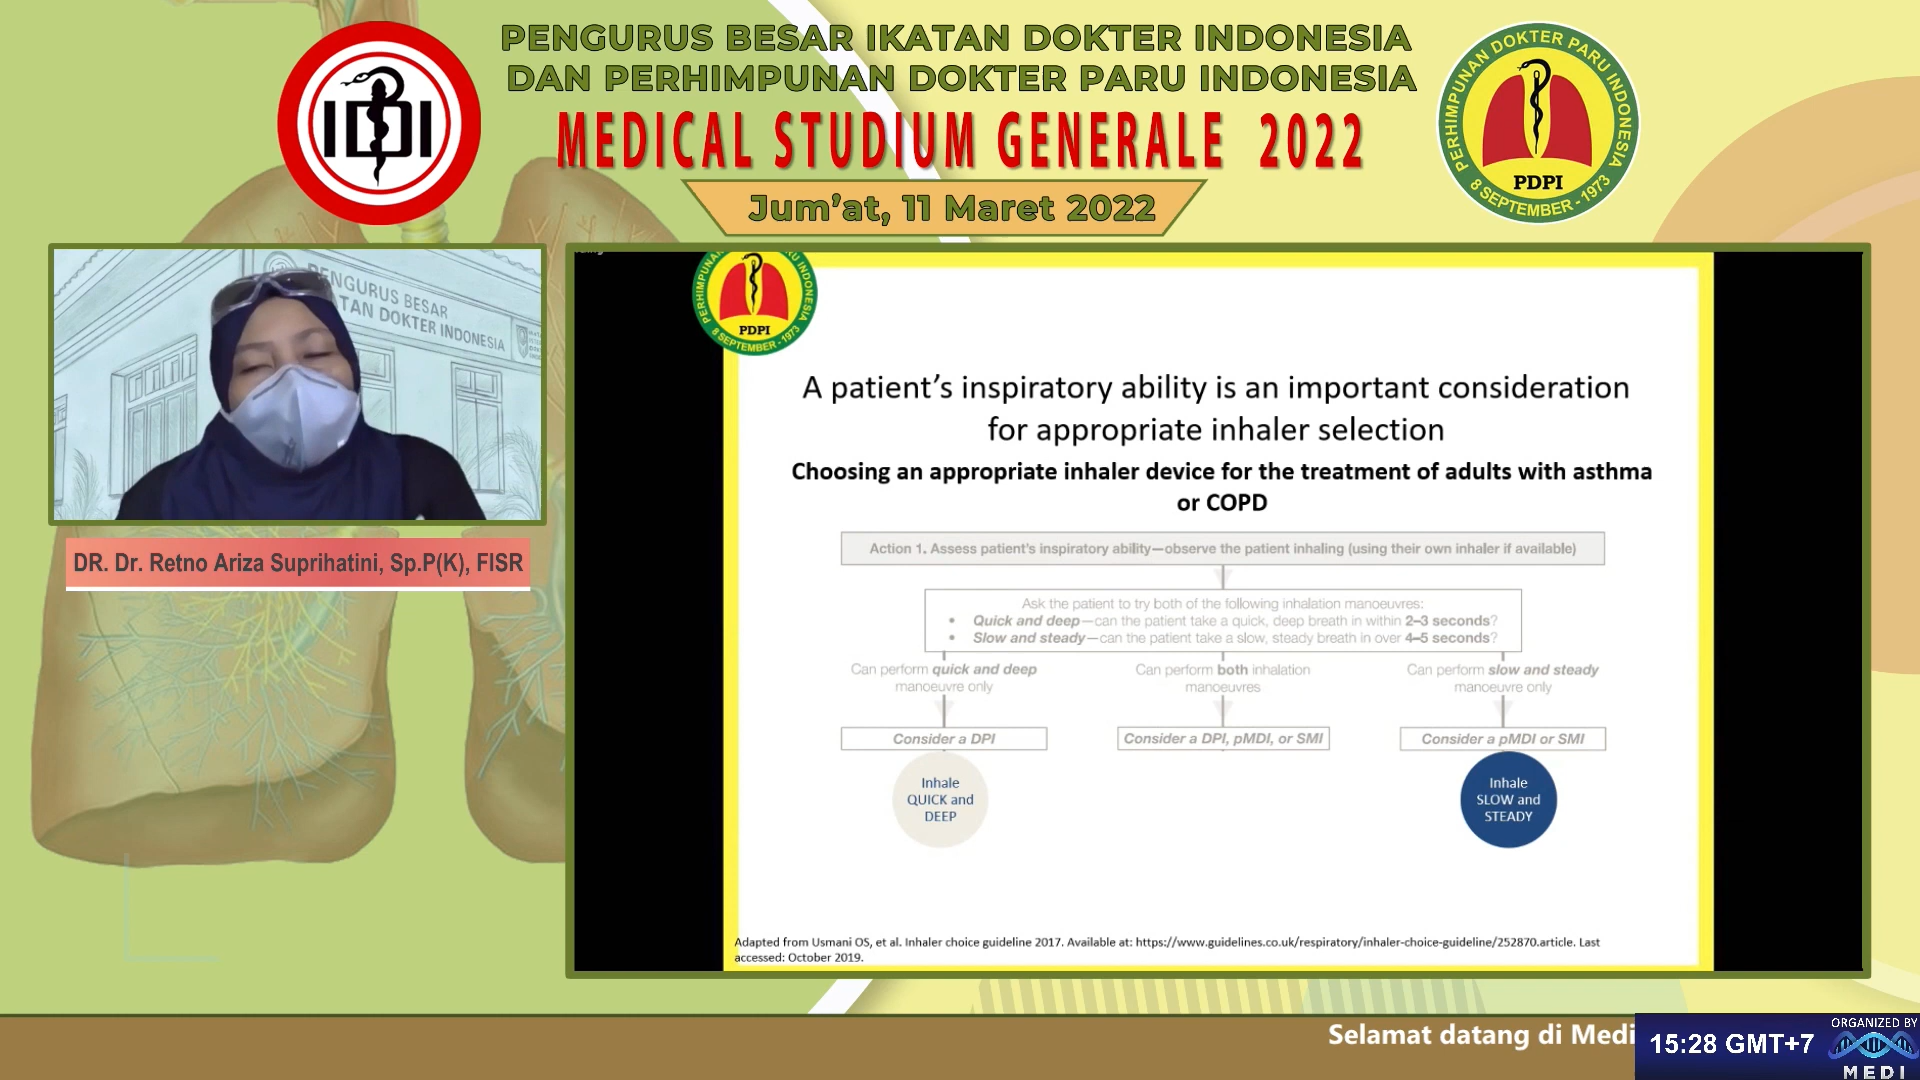 PENGURUS BESAR IKATAN DOKTER INDONESIA
DAN PERHIMPUNAN DOKTER PARU INDONESIA
MEDICAL STUDIUM GENERALE 2022
Jum'at, 11 Maret 2022
IDI
PERHIMPUNAN DOKTER PARU INDONESIA
PDPI
8 SEPTEMBER - 1973
PENGURUS BESAR
TAN DOKTER INDONESIA
DR. Dr. Retno Ariza Suprihatini, Sp.P(K), FISR
PERHIMPUNAN
RU INDONESIA
PDPI
8 SEPTEMBER - 1973
A patient's inspiratory ability is an important consideration
for appropriate inhaler selection
Choosing an appropriate inhaler device for the treatment of adults with asthma
or COPD
Action 1. Assess patient's inspiratory ability—observe the patient inhaling (using their own inhaler if available)
Ask the patient to try both of the following inhalation manoeuvres:
• Quick and deep—can the patient take a quick, deep breath in within 2–3 seconds?
• Slow and steady—can the patient take a slow, steady breath in over 4–5 seconds?
Can perform quick and deep
manoeuvre only
Can perform both inhalation
manoeuvres
Can perform slow and steady
manoeuvre only
Consider a DPI
Consider a DPI, pMDI, or SMI
Consider a pMDI or SMI
Inhale
QUICK and
DEEP
Inhale
SLOW and
STEADY
Adapted from Usmani OS, et al. Inhaler choice guideline 2017. Available at: https://www.guidelines.co.uk/respiratory/inhaler-choice-guideline/252870.article. Last
accessed: October 2019.
Selamat datang di Medi
15:28 GMT+7
ORGANIZED BY
MEDI